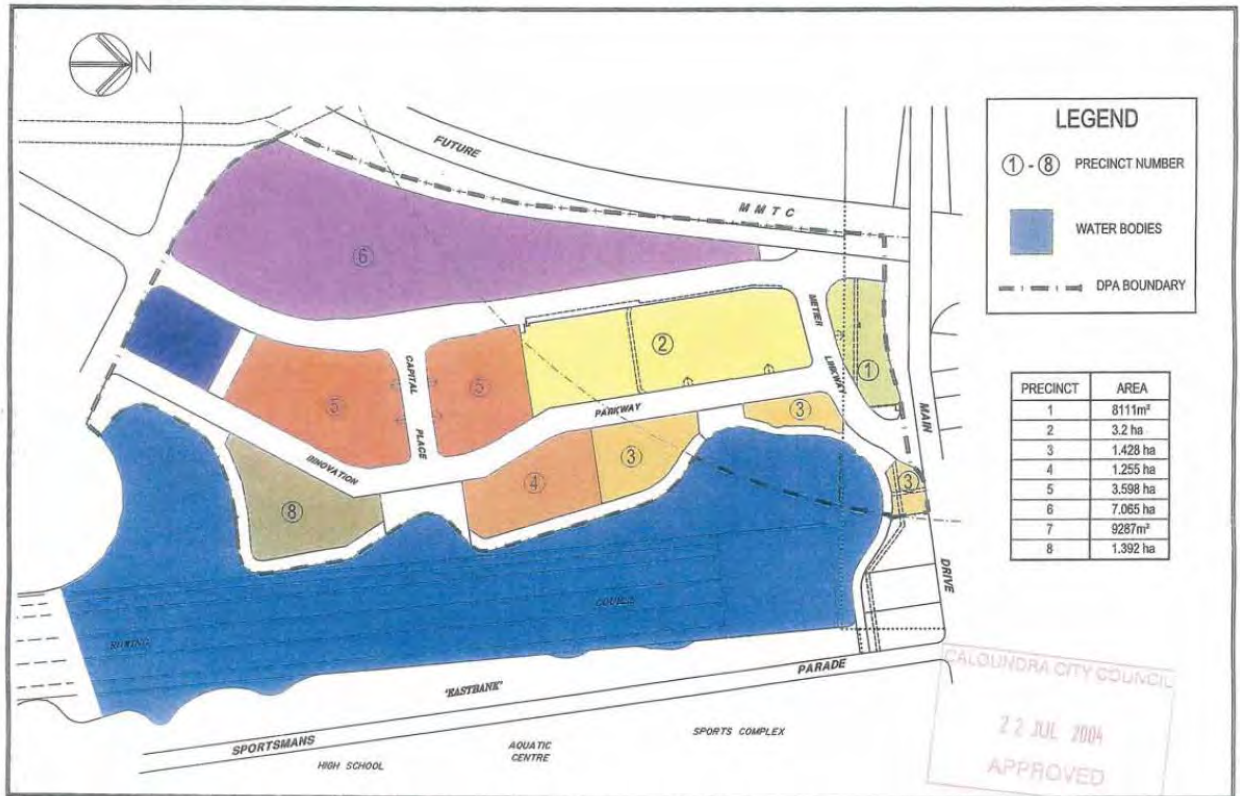 N
FUTURE
M M T C
6
METIER
LINKWAY
1
2
MAIN
CAPITAL
PLACE
5
5
PARKWAY
3
3
3
4
INNOVATION
8
DRIVE
ROWING
COURSE
'EASTBANK'
PARADE
SPORTSMANS
HIGH SCHOOL
AQUATIC
CENTRE
SPORTS COMPLEX
LEGEND
① - ⑧ PRECINCT NUMBER
WATER BODIES
DPA BOUNDARY
PRECINCT AREA
1 8111m²
2 3.2 ha
3 1.428 ha
4 1.255 ha
5 3.598 ha
6 7.065 ha
7 9287m²
8 1.392 ha
CALOUNDRA CITY COUNCIL
22 JUL 2004
APPROVED